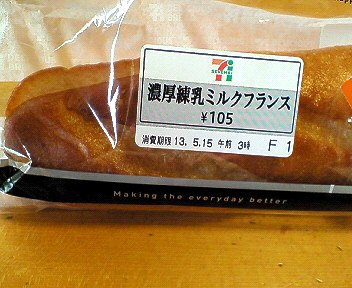 SEVEN&i
濃厚練乳ミルクフランス
¥105
消費期限 13. 5.15 午前 3時 F 1
Making the everyday better